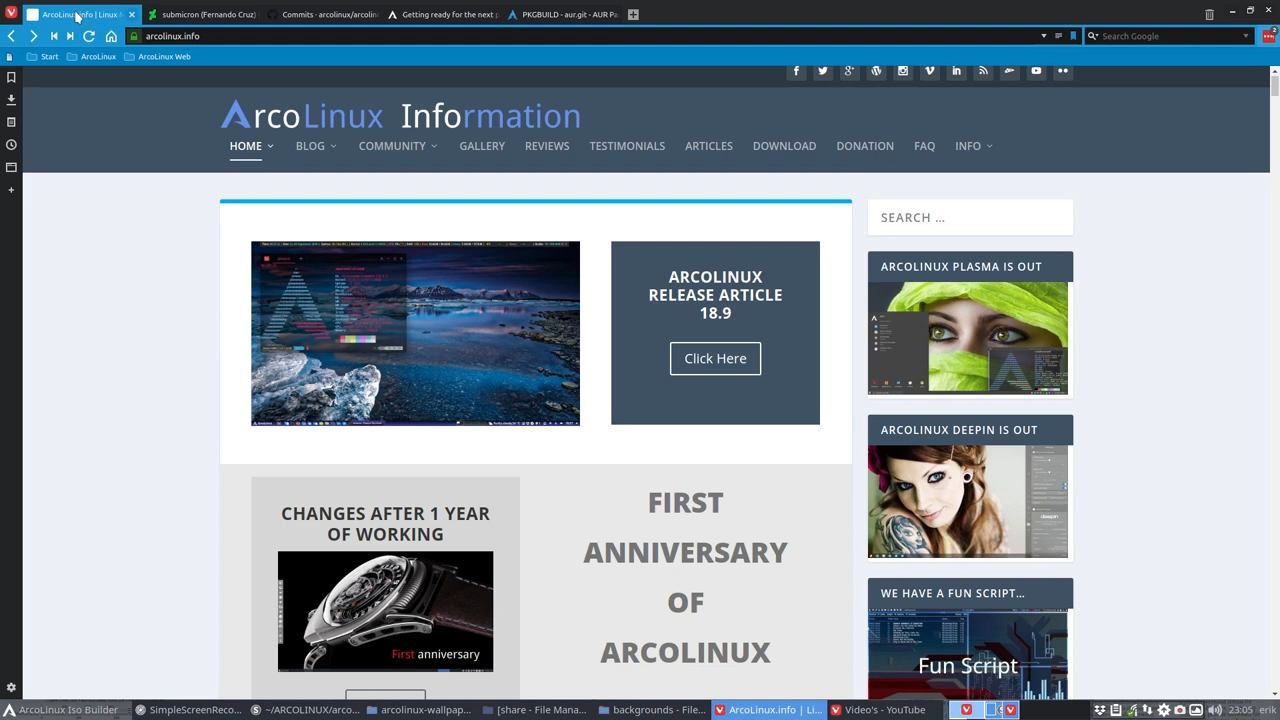 ArcoLinux.info | Linux M
submicron (Fernando Cruz)
Commits · arcolinux/arcolin
Getting ready for the next p
PKGBUILD - aur.git - AUR Pa
arcolinux.info
Search Google
Start
ArcoLinux
ArcoLinux Web
ArcoLinux Information
HOME
BLOG
COMMUNITY
GALLERY
REVIEWS
TESTIMONIALS
ARTICLES
DOWNLOAD
DONATION
FAQ
INFO
ARCOLINUX
RELEASE ARTICLE
18.9
Click Here
CHANGES AFTER 1 YEAR
OF WORKING
First anniversary
FIRST
ANNIVERSARY
OF
ARCOLINUX
SEARCH …
ARCOLINUX PLASMA IS OUT
ARCOLINUX DEEPIN IS OUT
WE HAVE A FUN SCRIPT…
Fun Script
ArcoLinux Iso Builder
SimpleScreenReco...
~/ARCOLINUX/arco...
arcolinux-wallpap...
[share - File Mana...
backgrounds - File...
ArcoLinux.info | Li...
Video's - YouTube
23:05
erik